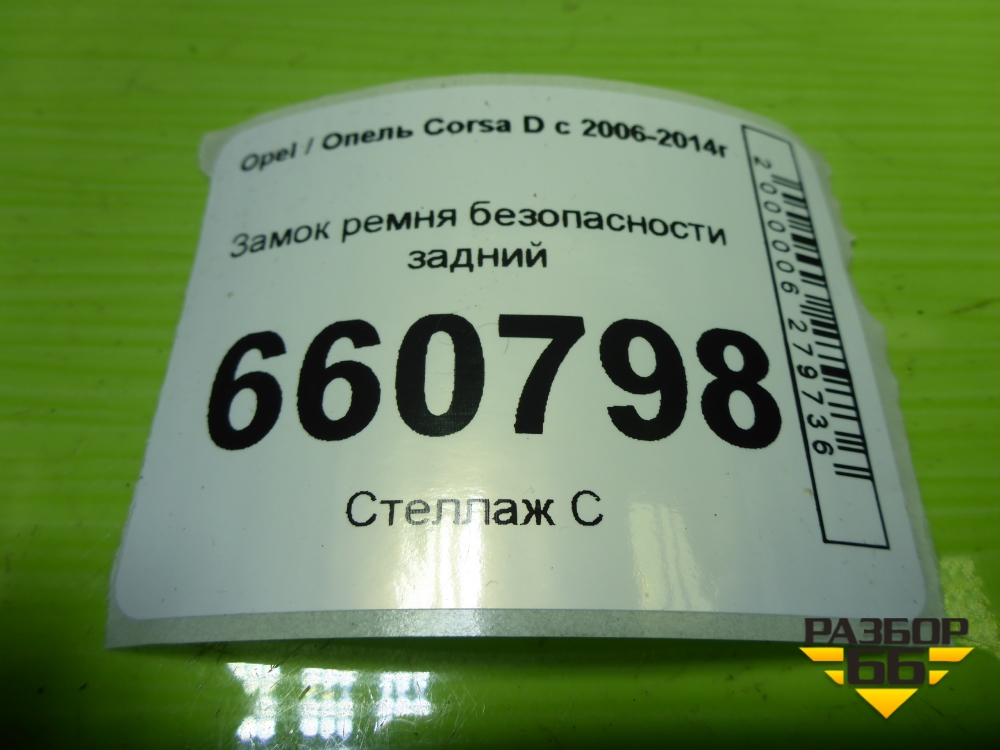 Opel / Опель Corsa D с 2006-2014г
Замок ремня безопасности
задний
660798
Стеллаж С
2000006279736
РАЗБОР
66